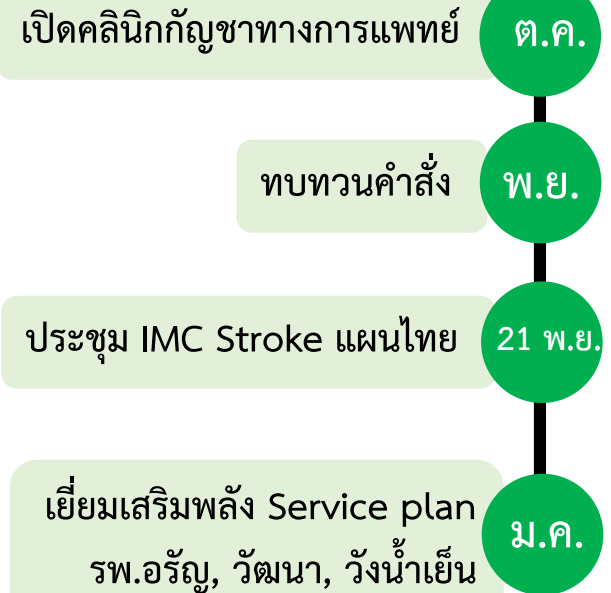 เปิดคลินิกกัญชาทางการแพทย์ ต.ค.
ทบทวนคำสั่ง พ.ย.
ประชุม IMC Stroke แผนไทย 21 พ.ย.
เยี่ยมเสริมพลัง Service plan
รพ.อรัญ, วัฒนา, วังน้ำเย็น
ม.ค.